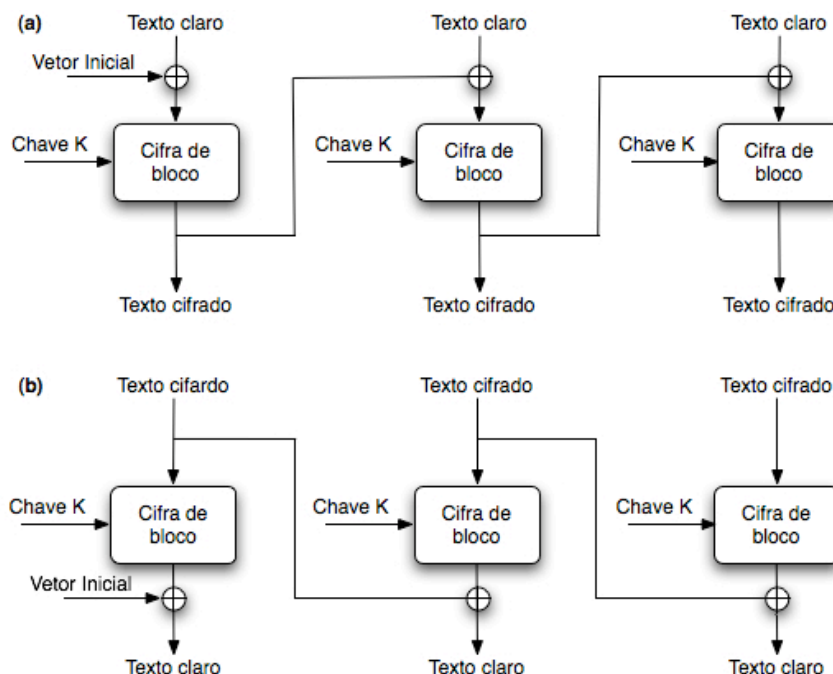 (a)
Texto claro
Texto claro
Texto claro
Vetor Inicial
Chave K
Cifra de
bloco
Chave K
Cifra de
bloco
Chave K
Cifra de
bloco
Texto cifrado
Texto cifrado
Texto cifrado
(b)
Texto cifardo
Texto cifrado
Texto cifrado
Chave K
Cifra de
bloco
Chave K
Cifra de
bloco
Chave K
Cifra de
bloco
Vetor Inicial
Texto claro
Texto claro
Texto claro